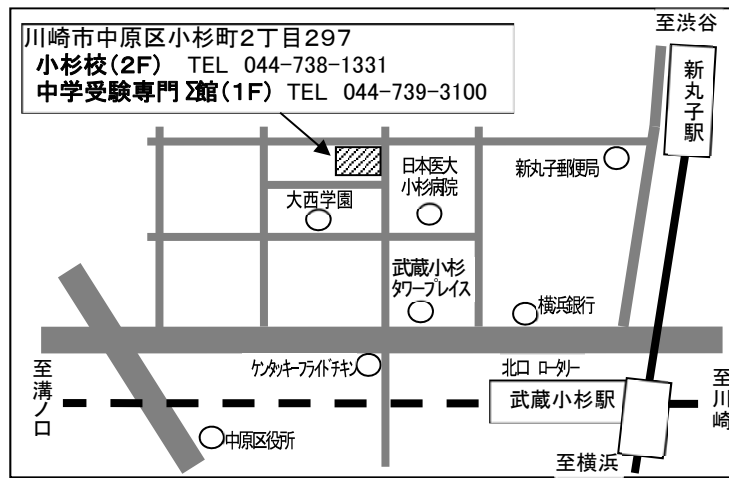 至渋谷
川崎市中原区小杉町2丁目297
小杉校(2F) TEL 044-738-1331
中学受験専門Σ館(1F) TEL 044-739-3100
新丸子駅
日本医大
小杉病院
新丸子郵便局
大西学園
武蔵小杉
タワープレイス
横浜銀行
ケンタッキーフライドチキン
北口 ロータリー
至溝ノ口
武蔵小杉駅
至川崎
中原区役所
至横浜